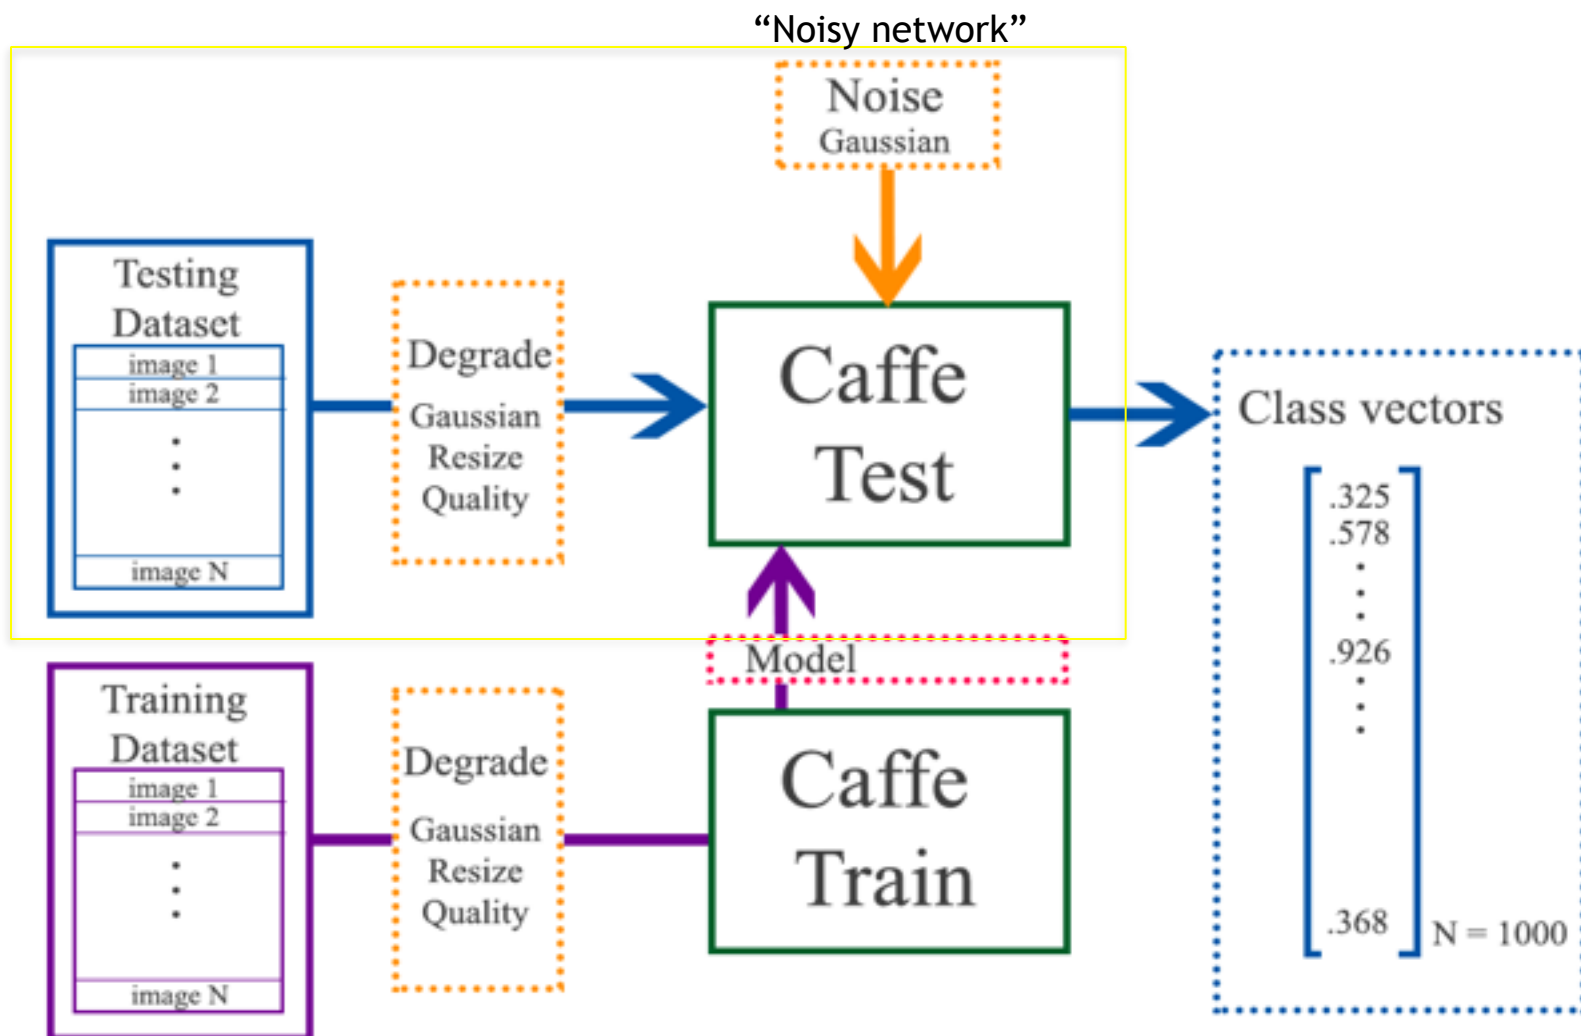 “Noisy network”
Noise
Gaussian
Testing
Dataset
image 1
image 2
image N
Degrade
Gaussian
Resize
Quality
Caffe
Test
Class vectors
.325
.578
.926
.368
N = 1000
Model
Training
Dataset
image 1
image 2
image N
Degrade
Gaussian
Resize
Quality
Caffe
Train